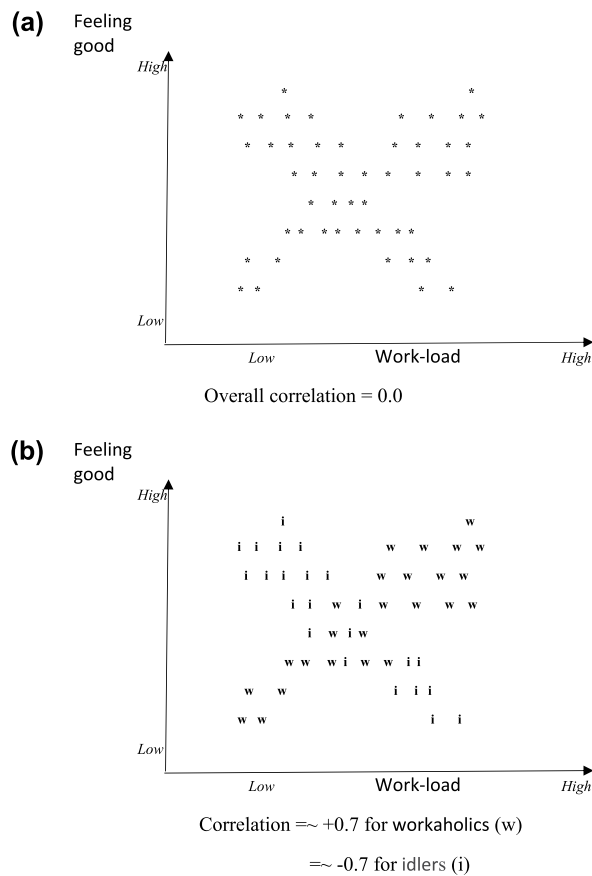 (a) Feeling
good
High
* *
* * * * * * * *
* * * * * * * * *
* * * * * * * *
* * * *
* * * * * * * *
* * * * *
* * * *
Low
Low Work-load High
Overall correlation = 0.0
(b) Feeling
good
High
i w
i i i i w w w w
i i i i i w w w w
i i w i w w w w
i w i w
w w w i w w i i
w w i i i
w w i i
Low
Low Work-load High
Correlation =~ +0.7 for workaholics (w)
=~ -0.7 for idlers (i)